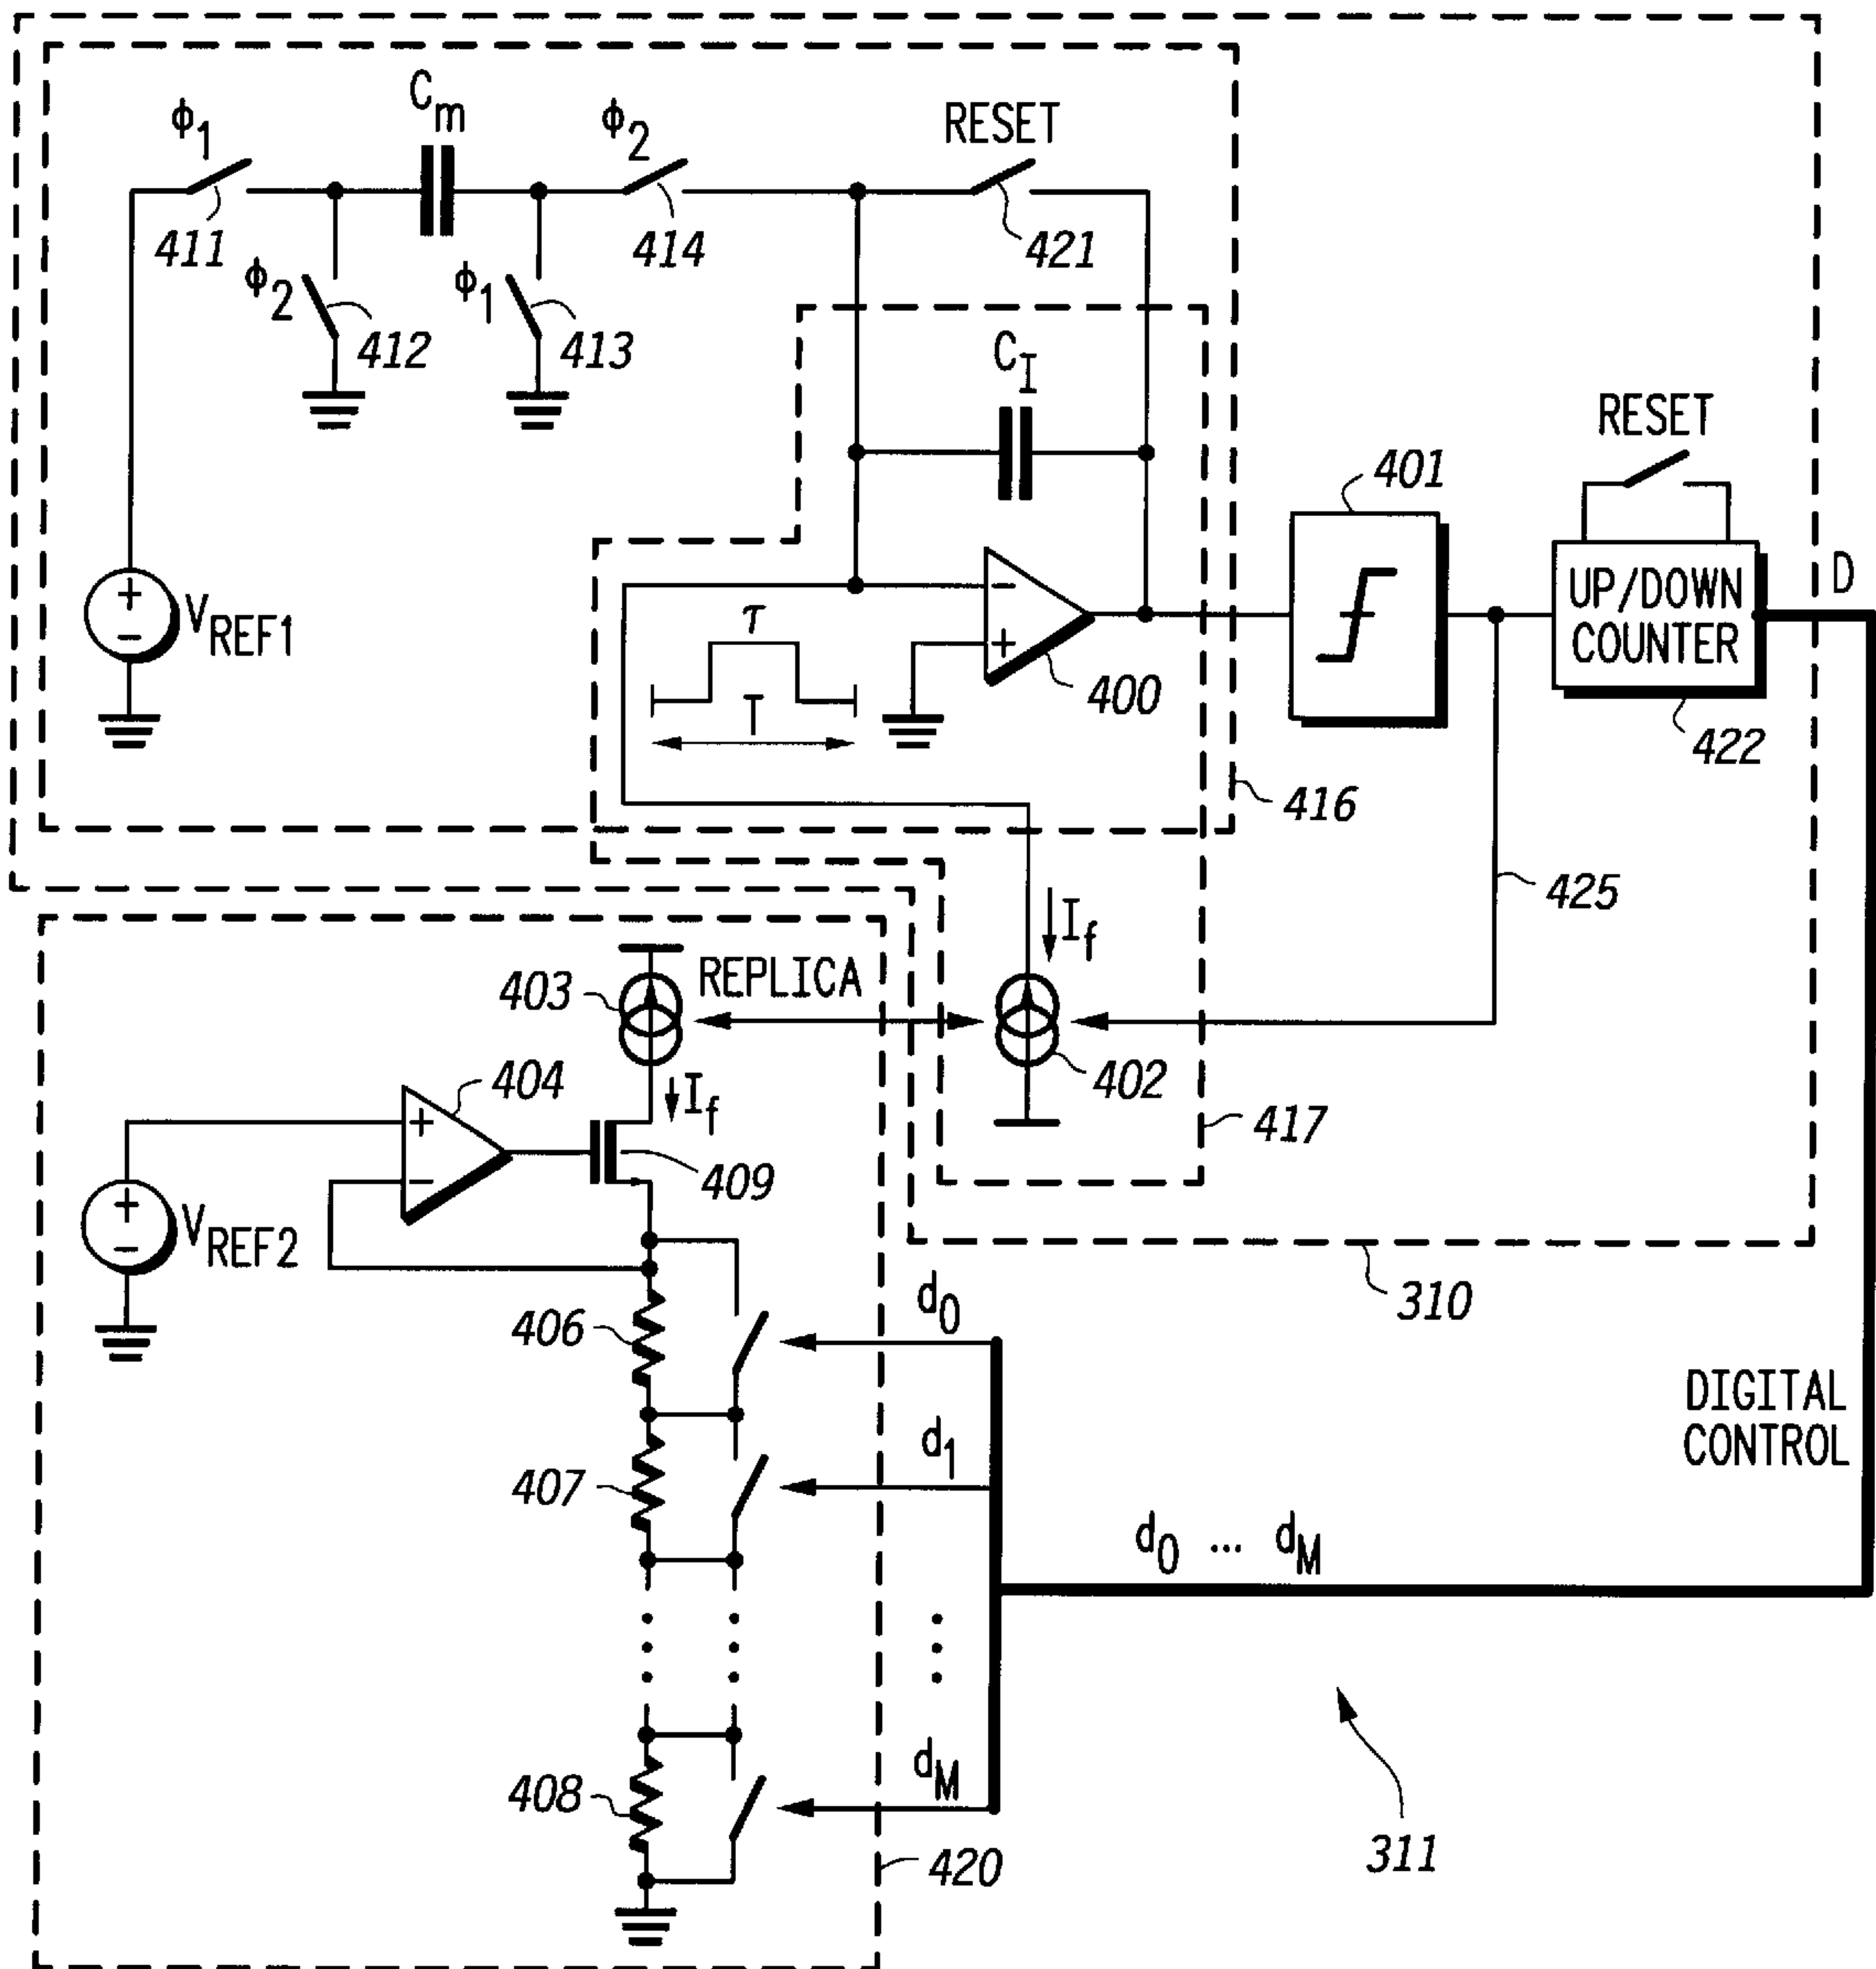 ϕ1
Cm
ϕ2
RESET
411
ϕ2
412
ϕ1
413
414
421
CI
RESET
401
+
−
VREF1
τ
T
−
+
400
UP/DOWN
COUNTER
D
422
416
425
If
403
REPLICA
402
404
If
417
+
−
409
+
−
VREF2
310
406
d0
DIGITAL
CONTROL
407
d1
d0 ... dM
408
dM
420
311